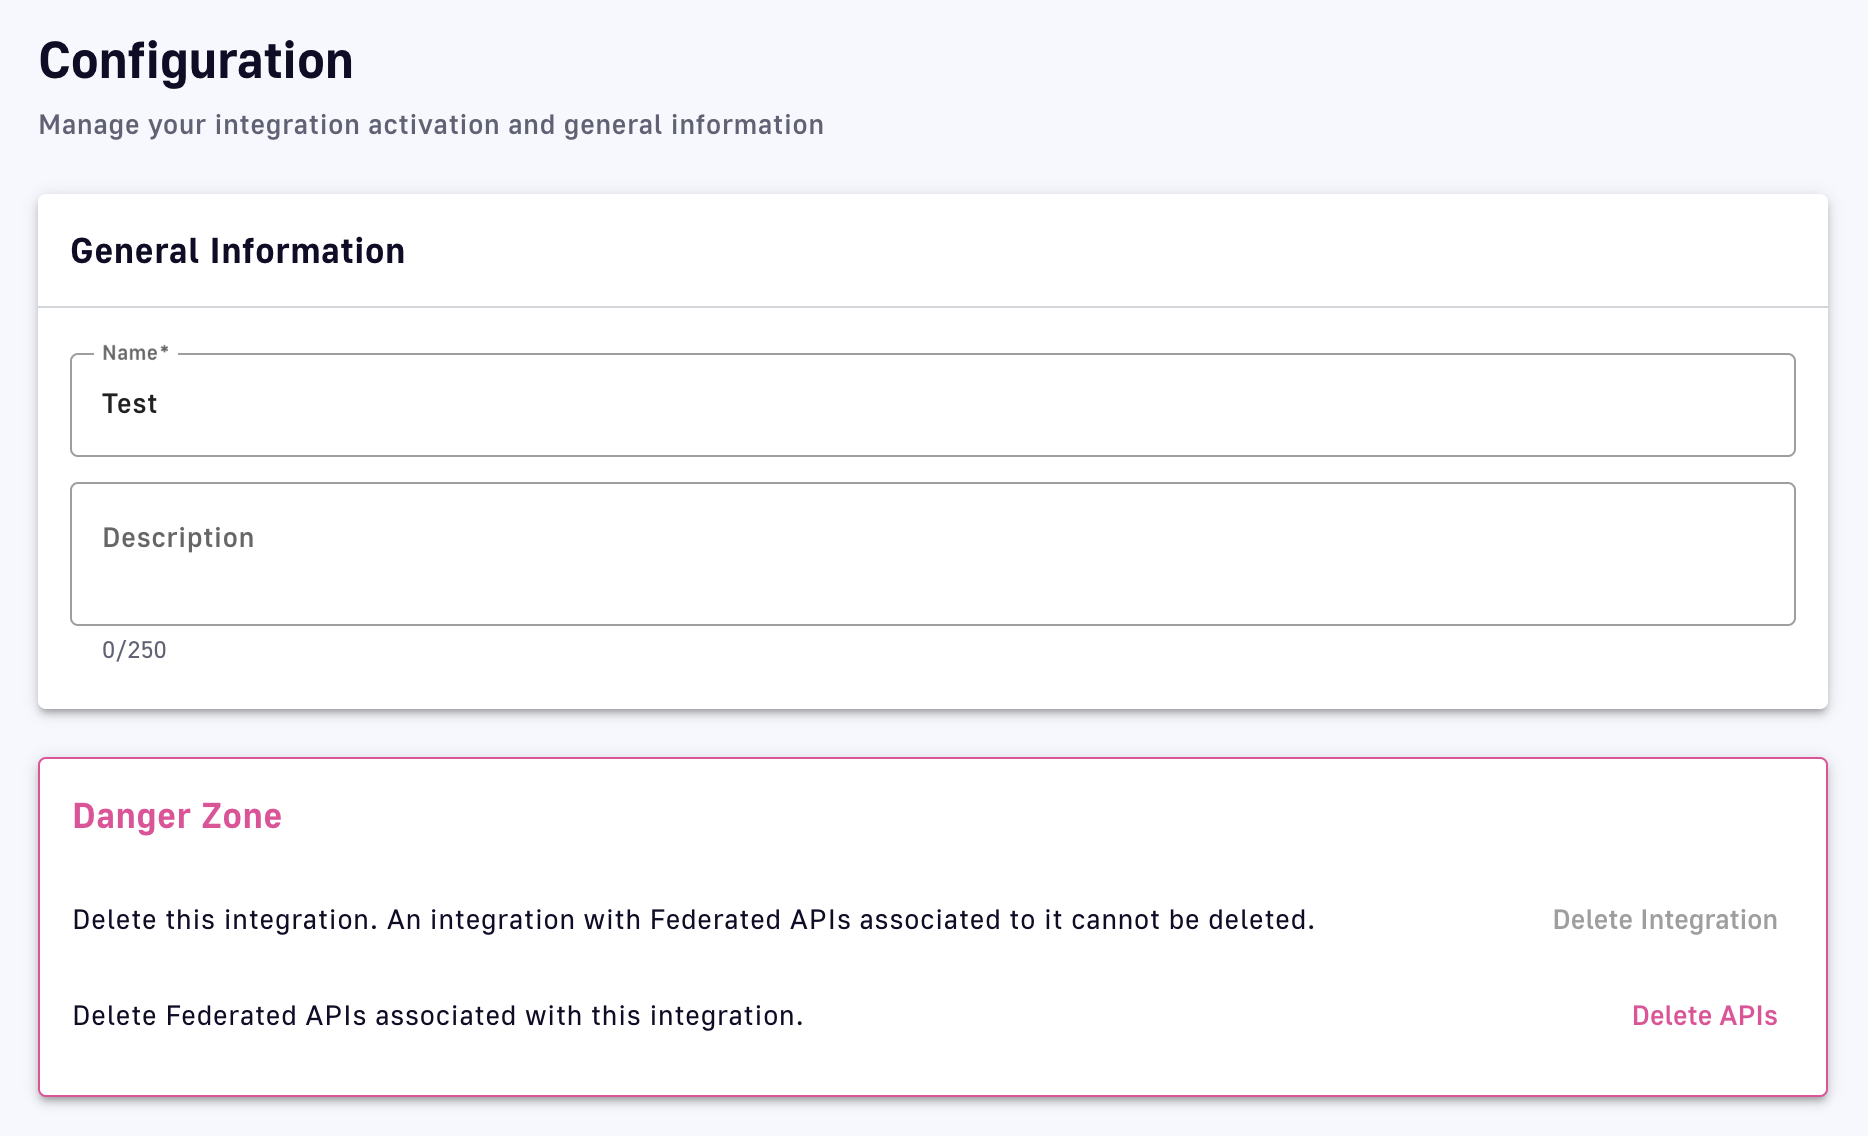 Configuration
Manage your integration activation and general information
General Information
Name*
Test
Description
0/250
Danger Zone
Delete this integration. An integration with Federated APIs associated to it cannot be deleted.
Delete Integration
Delete Federated APIs associated with this integration.
Delete APIs